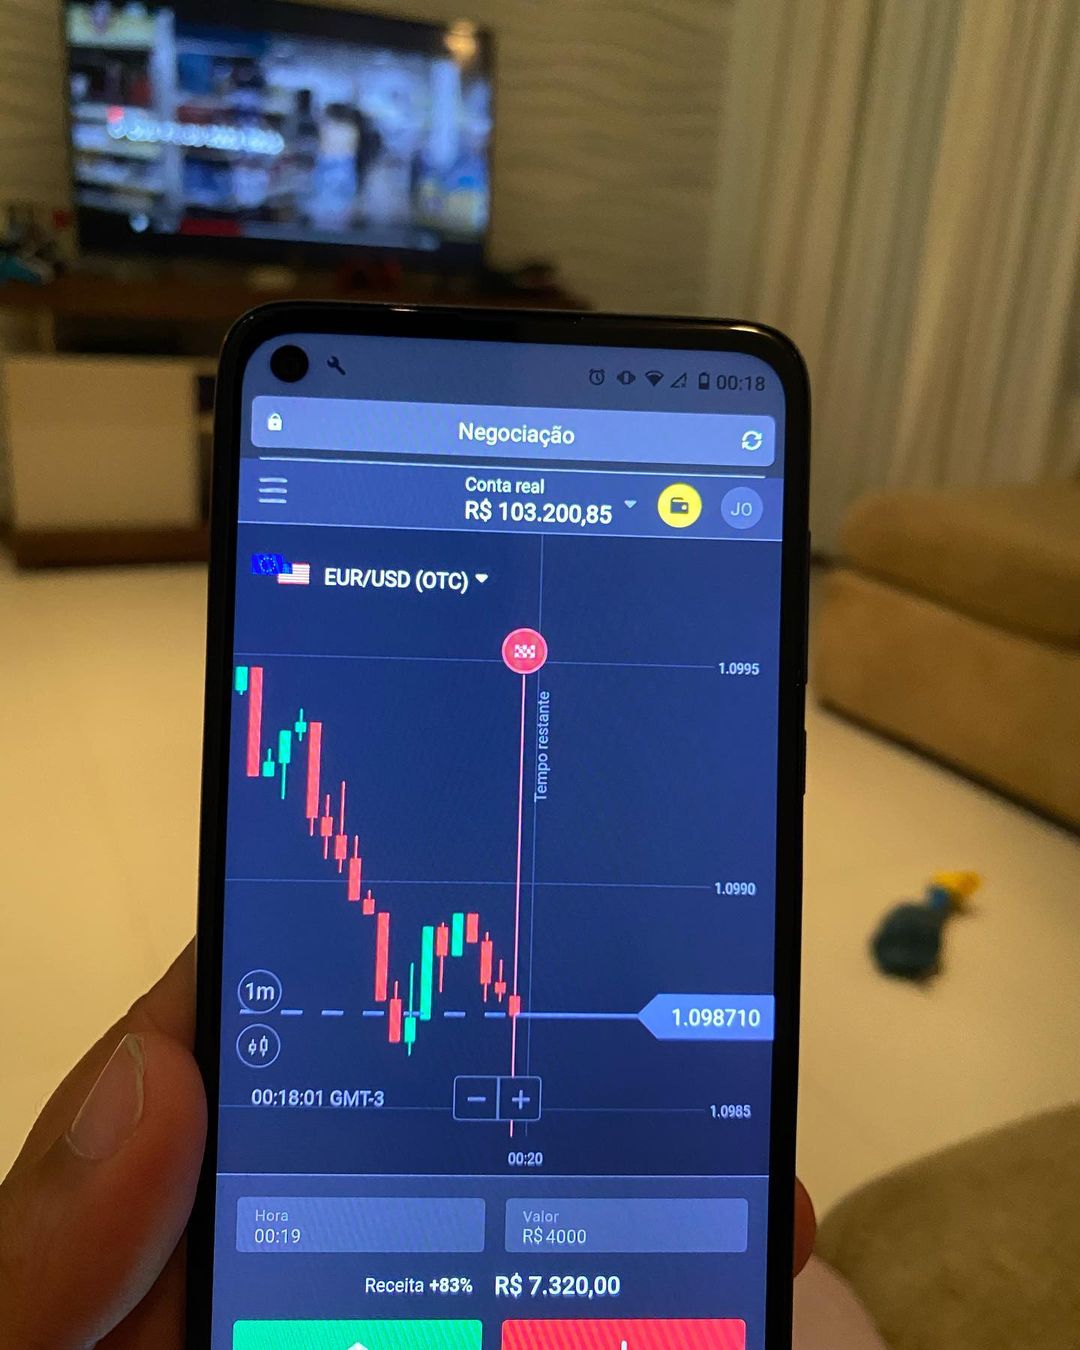 00:18
Negociação
Conta real
R$ 103.200,85
JO
EUR/USD (OTC)
1.0995
Tempo restante
1.0990
1m
1.098710
00:18:01 GMT-3
1.0985
00:20
Hora
00:19
Valor
R$ 4000
Receita +83% R$ 7.320,00